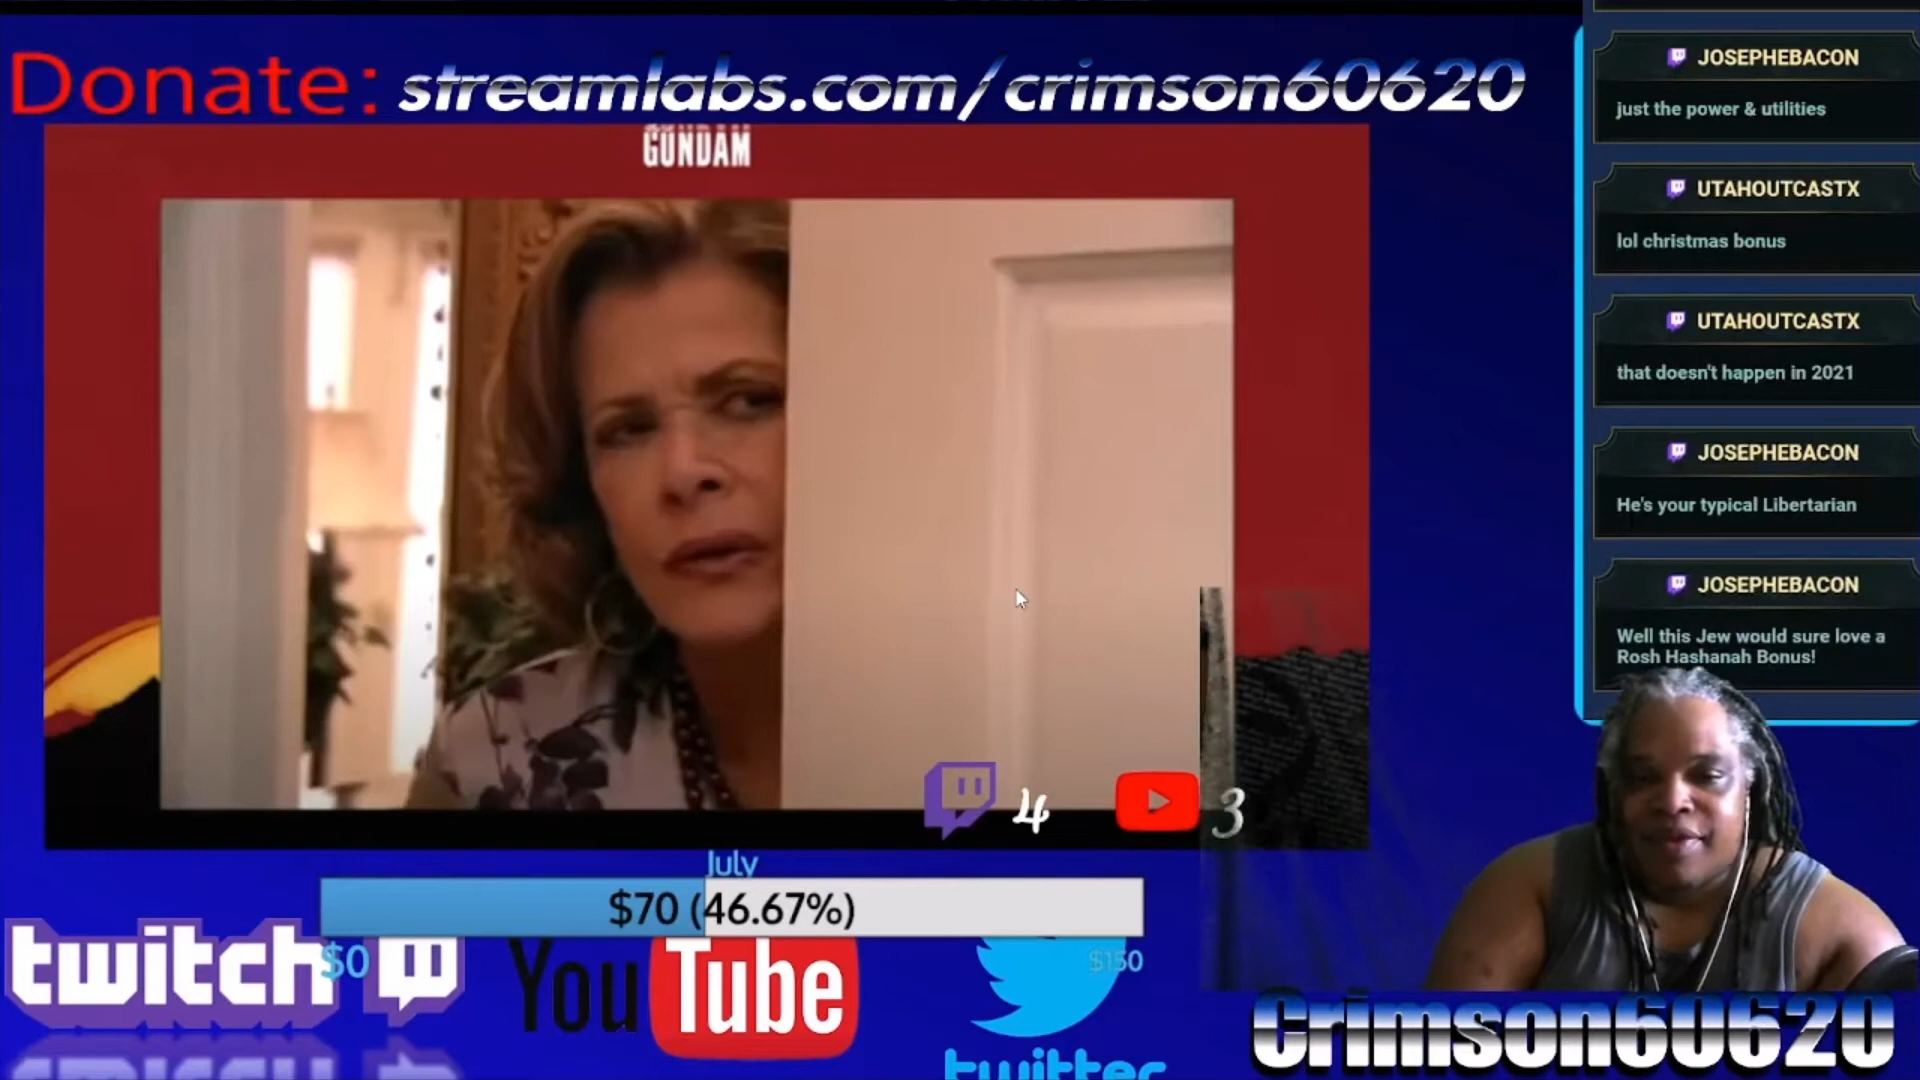 Donate: streamlabs.com/crimson60620
GUNDAM
JOSEPHEBACON
just the power & utilities
UTAHOUTCASTX
lol christmas bonus
UTAHOUTCASTX
that doesn't happen in 2021
JOSEPHEBACON
He's your typical Libertarian
JOSEPHEBACON
Well this Jew would sure love a
Rosh Hashanah Bonus!
4
3
July
$70 (46.67%)
$0
$150
twitch
YouTube
twitter
Crimson60620